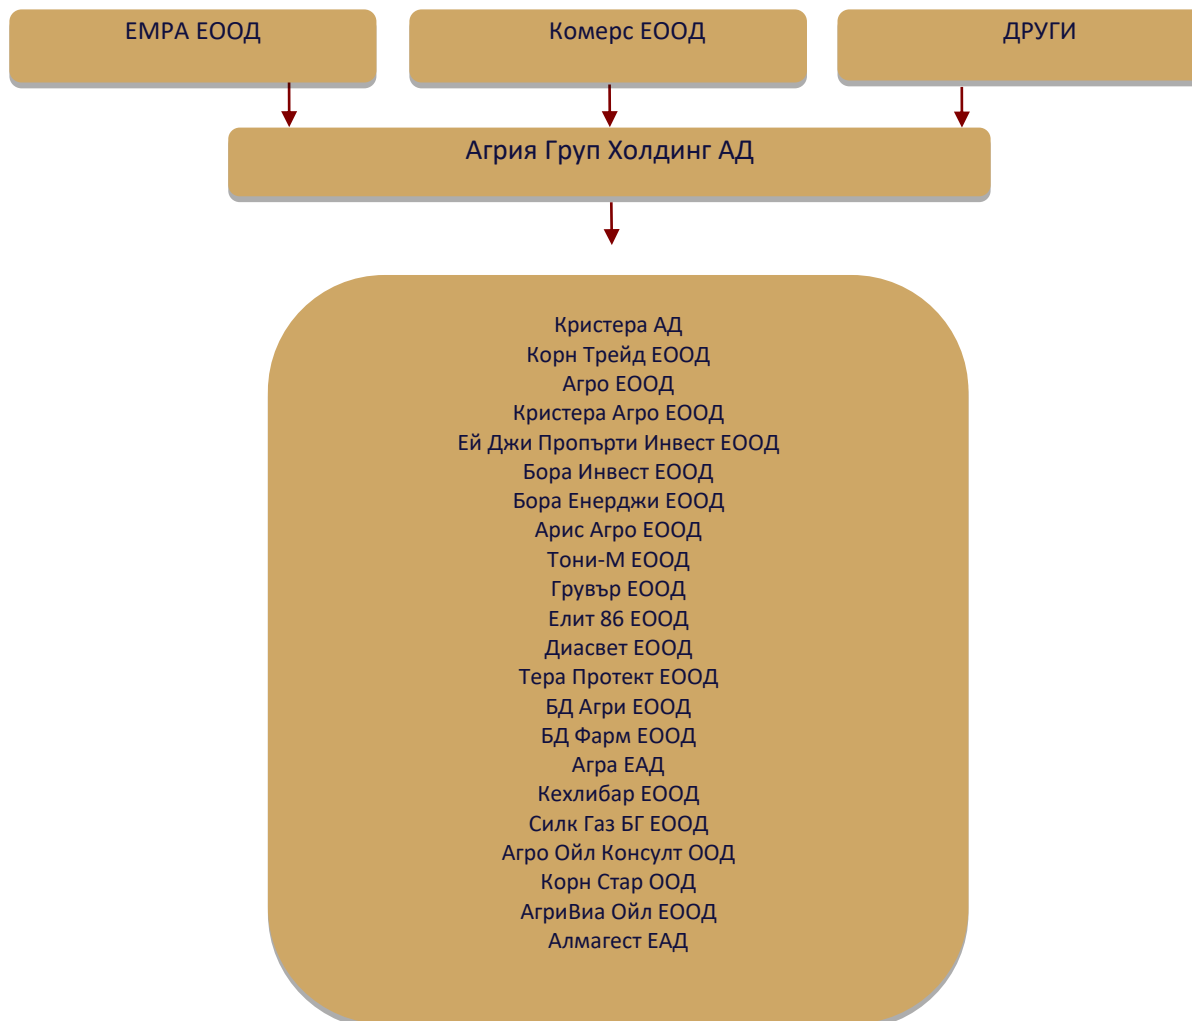 ЕМРА ЕООД
Комерс ЕООД
ДРУГИ
Агрия Груп Холдинг АД
Кристера АД
Корн Трейд ЕООД
Агро ЕООД
Кристера Агро ЕООД
Ей Джи Пропърти Инвест ЕООД
Бора Инвест ЕООД
Бора Енерджи ЕООД
Арис Агро ЕООД
Тони-М ЕООД
Грувър ЕООД
Елит 86 ЕООД
Диасвет ЕООД
Тера Протект ЕООД
БД Агри ЕООД
БД Фарм ЕООД
Агра ЕАД
Кехлибар ЕООД
Силк Газ БГ ЕООД
Агро Ойл Консулт ООД
Корн Стар ООД
АгриВиа Ойл ЕООД
Алмагест ЕАД